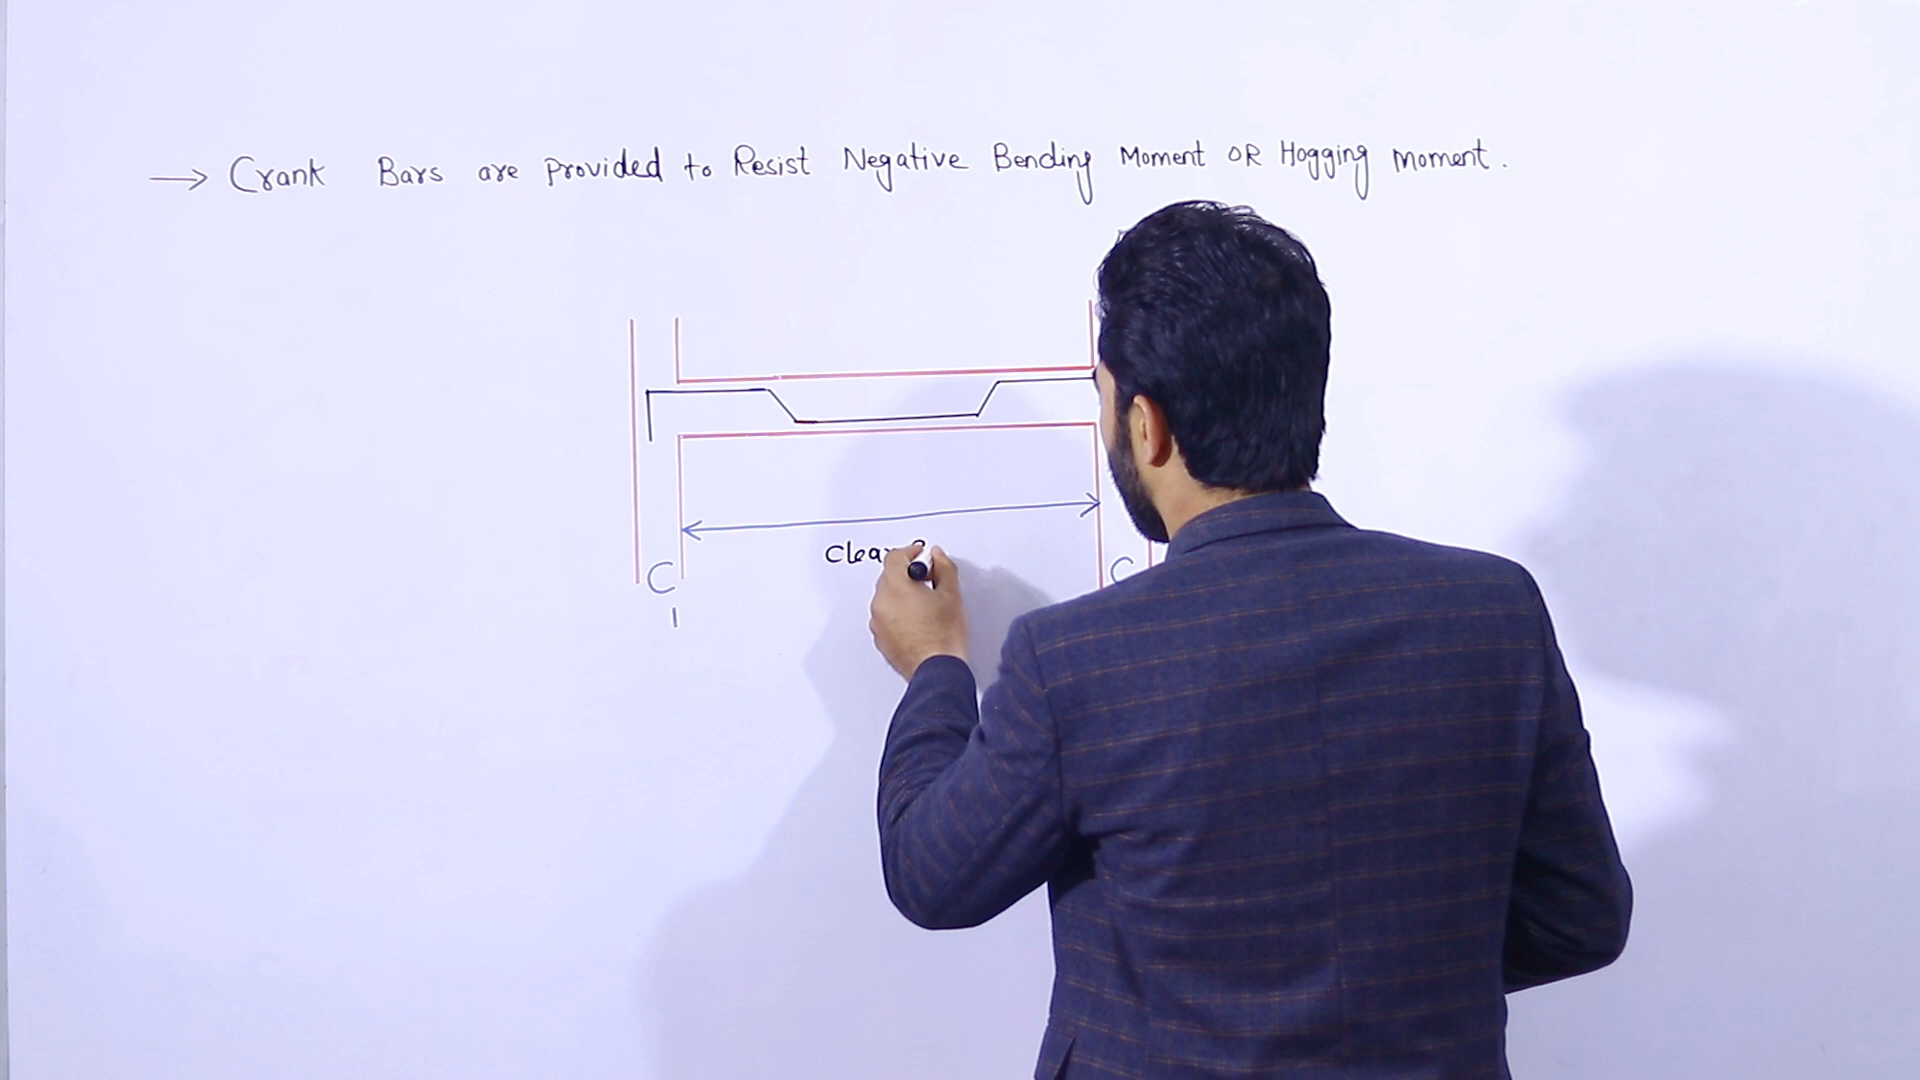 → Crank Bars are provided to Resist Negative Bending Moment OR Hogging Moment.
C C
1